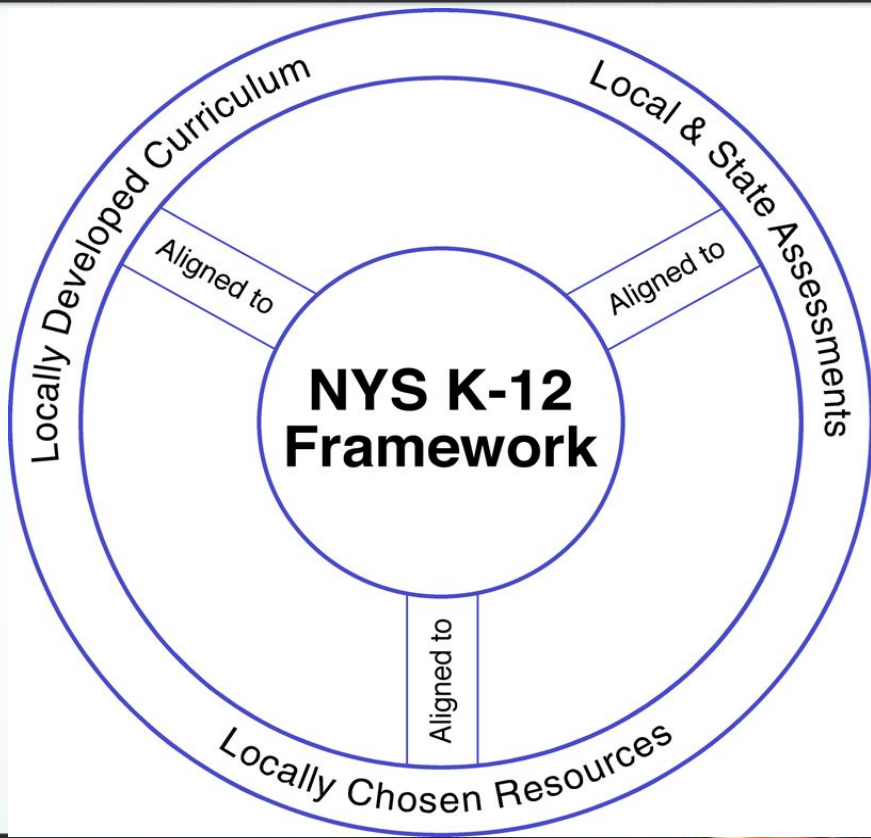 Locally Developed Curriculum
Local & State Assessments
Aligned to
Aligned to
NYS K-12
Framework
Aligned to
Locally Chosen Resources